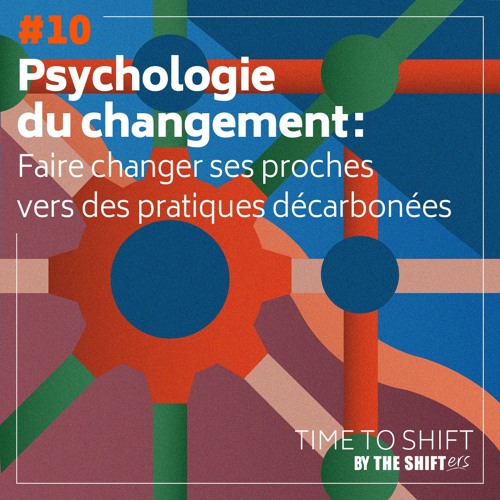 #10
Psychologie
du changement :
Faire changer ses proches
vers des pratiques décarbonées
TIME TO SHIFT
BY THE SHIFTers